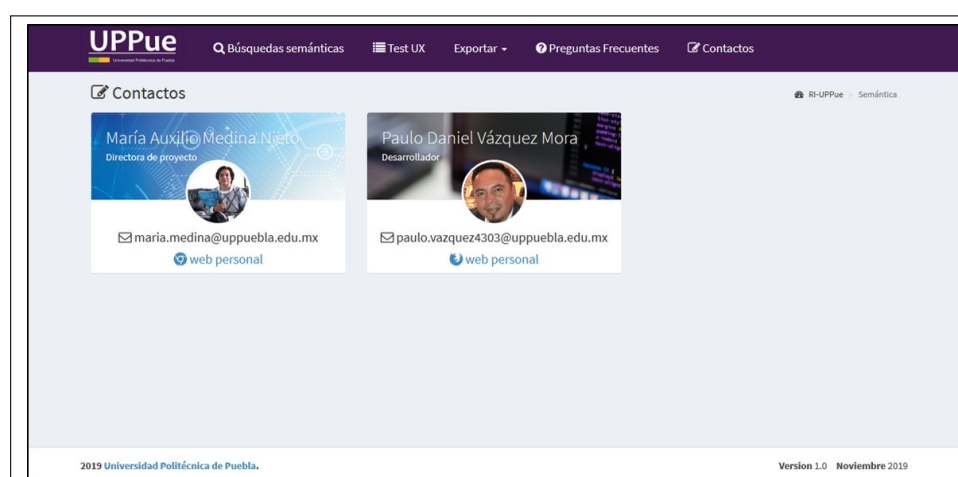 UPPue
Universidad Politécnica de Puebla
Búsquedas semánticas Test UX Exportar Preguntas Frecuentes Contactos
Contactos
RI-UPPue > Semántica
María Auxilio Medina Nieto
Directora de proyecto
maria.medina@uppuebla.edu.mx
web personal
Paulo Daniel Vázquez Mora
Desarrollador
paulo.vazquez4303@uppuebla.edu.mx
web personal
2019 Universidad Politécnica de Puebla.
Version 1.0 Noviembre 2019